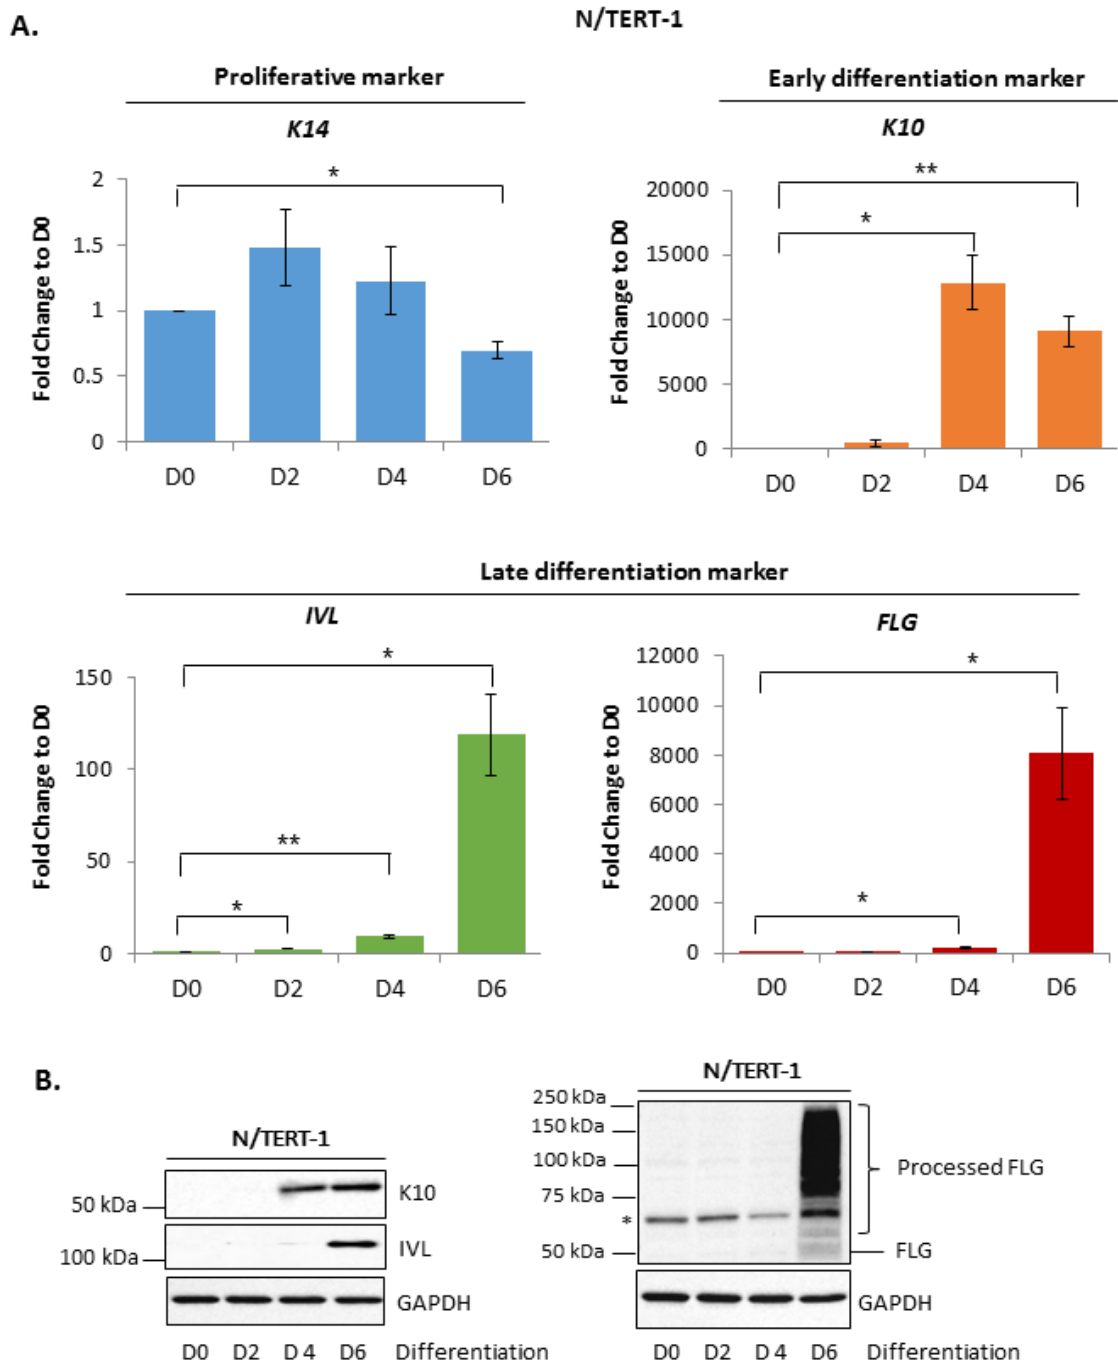 A.
N/TERT-1
Proliferative marker
K14
Fold Change to D0
2
1.5
1
0.5
0
*
D0 D2 D4 D6
Early differentiation marker
K10
Fold Change to D0
20000
15000
10000
5000
0
**
*
D0 D2 D4 D6
Late differentiation marker
IVL
Fold Change to D0
150
100
50
0
*
**
*
D0 D2 D4 D6
FLG
Fold Change to D0
12000
10000
8000
6000
4000
2000
0
*
*
D0 D2 D4 D6
B.
N/TERT-1
50 kDa
K10
100 kDa
IVL
GAPDH
D0 D2 D 4 D6 Differentiation
N/TERT-1
250 kDa
150 kDa
100 kDa
75 kDa
*
50 kDa
Processed FLG
FLG
GAPDH
D0 D2 D 4 D6 Differentiation